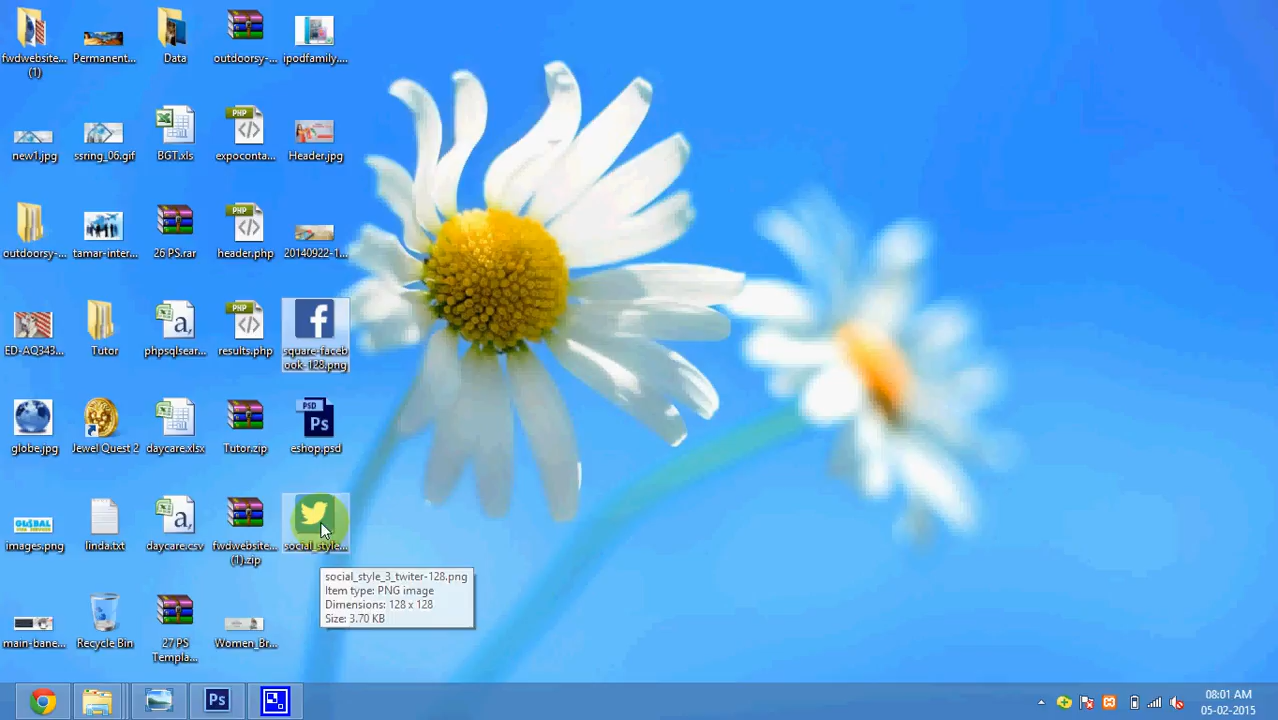 fwdwebsite...
(1)
Permanent...
Data
outdoorsy-...
ipodfamily....
new1.jpg
ssring_06.gif
BGT.xls
PHP
expoconta...
Header.jpg
outdoorsy-...
tamar-inter...
26 PS.rar
PHP
header.php
20140922-1...
ED-AQ343...
Tutor
a,
phpsqlsear...
PHP
results.php
f
square-faceb
ook-128.png
globe.jpg
Jewel Quest 2
daycare.xlsx
Tutor.zip
PSD
Ps
eshop.psd
GLOBAL
images.png
linda.txt
a,
daycare.csv
fwdwebsite...
(1).zip
social_style...
social_style_3_twiter-128.png
Item type: PNG image
Dimensions: 128 x 128
Size: 3.70 KB
main-bane...
Recycle Bin
27 PS
Templa...
Women_Br...
Ps
08:01 AM
05-02-2015